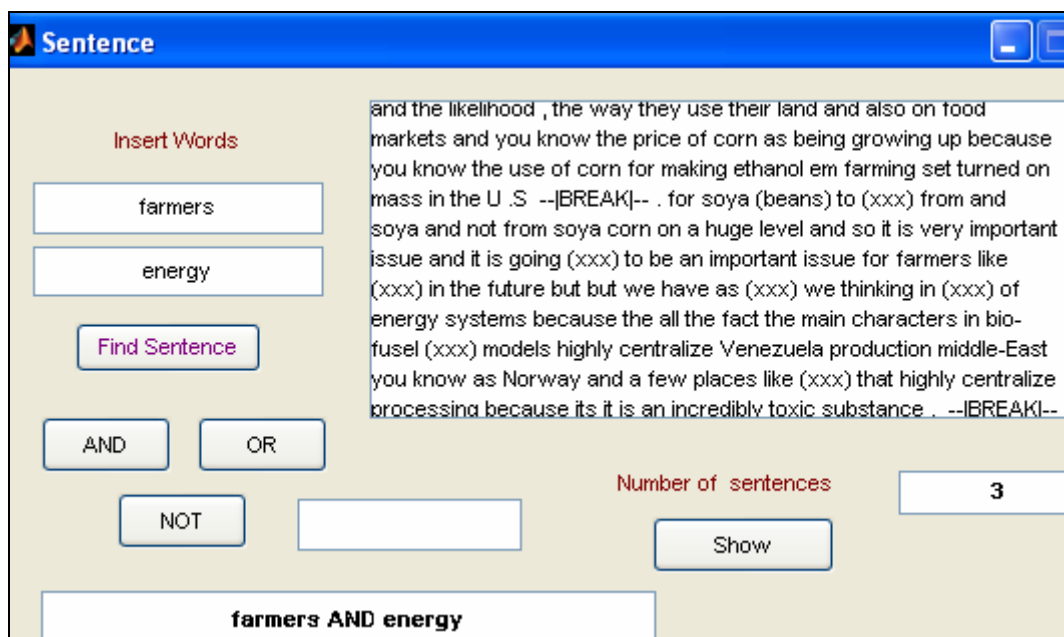 Sentence
Insert Words
farmers
energy
Find Sentence
AND
OR
NOT
and the likelihood , the way they use their land and also on food
markets and you know the price of corn as being growing up because
you know the use of corn for making ethanol em farming set turned on
mass in the U .S --|BREAK|-- . for soya (beans) to (xxx) from and
soya and not from soya corn on a huge level and so it is very important
issue and it is going (xxx) to be an important issue for farmers like
(xxx) in the future but but we have as (xxx) we thinking in (xxx) of
energy systems because the all the fact the main characters in bio-
fusel (xxx) models highly centralize Venezuela production middle-East
you know as Norway and a few places like (xxx) that highly centralize
processing because its it is an incredibly toxic substance . --|BREAK|--
Number of sentences
3
Show
farmers AND energy